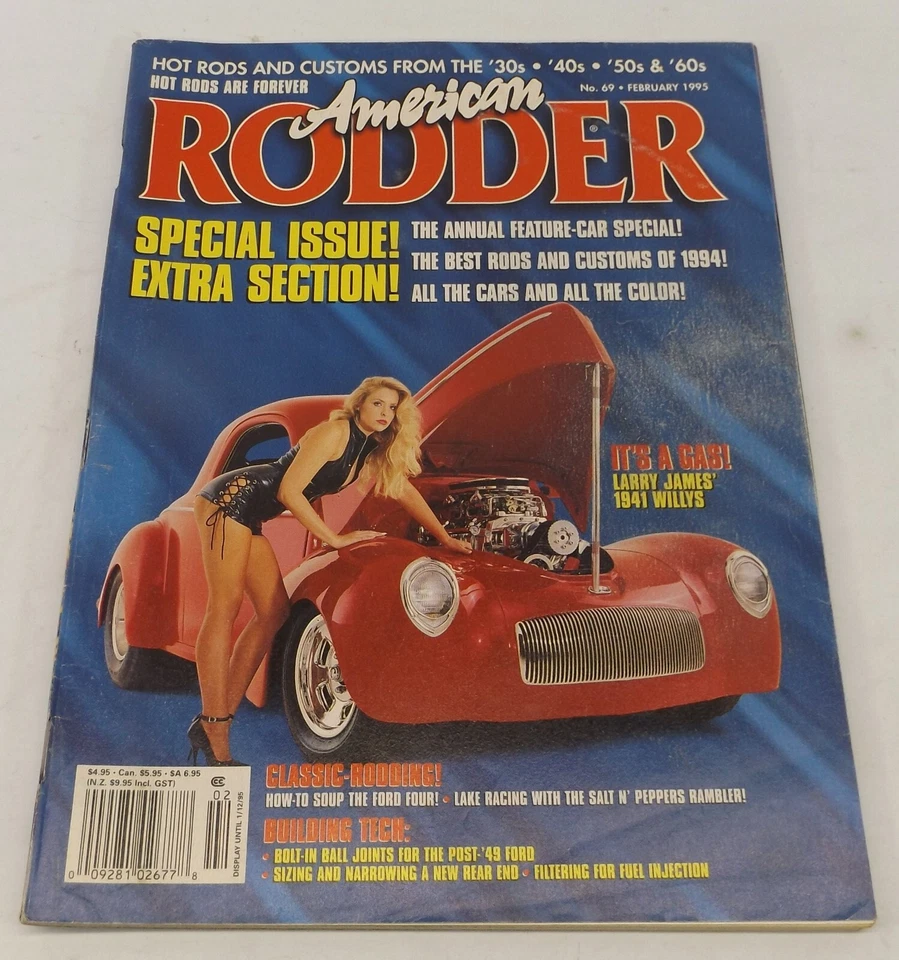 HOT RODS AND CUSTOMS FROM THE '30s • '40s • '50s & '60s
HOT RODS ARE FOREVER
No. 69 • FEBRUARY 1995
American
RODDER®
SPECIAL ISSUE!
EXTRA SECTION!
THE ANNUAL FEATURE-CAR SPECIAL!
THE BEST RODS AND CUSTOMS OF 1994!
ALL THE CARS AND ALL THE COLOR!
IT'S A GAS!
LARRY JAMES'
1941 WILLYS
$4.95 • Can. $5.95 • $A 6.95
(N.Z. $9.95 Incl. GST)
CC
02
DISPLAY UNTIL 1/12/95
0 09281 02677 8
CLASSIC-RODDING!
HOW-TO SOUP THE FORD FOUR! • LAKE RACING WITH THE SALT N' PEPPERS RAMBLER!
BUILDING TECH:
• BOLT-IN BALL JOINTS FOR THE POST-'49 FORD
• SIZING AND NARROWING A NEW REAR END • FILTERING FOR FUEL INJECTION